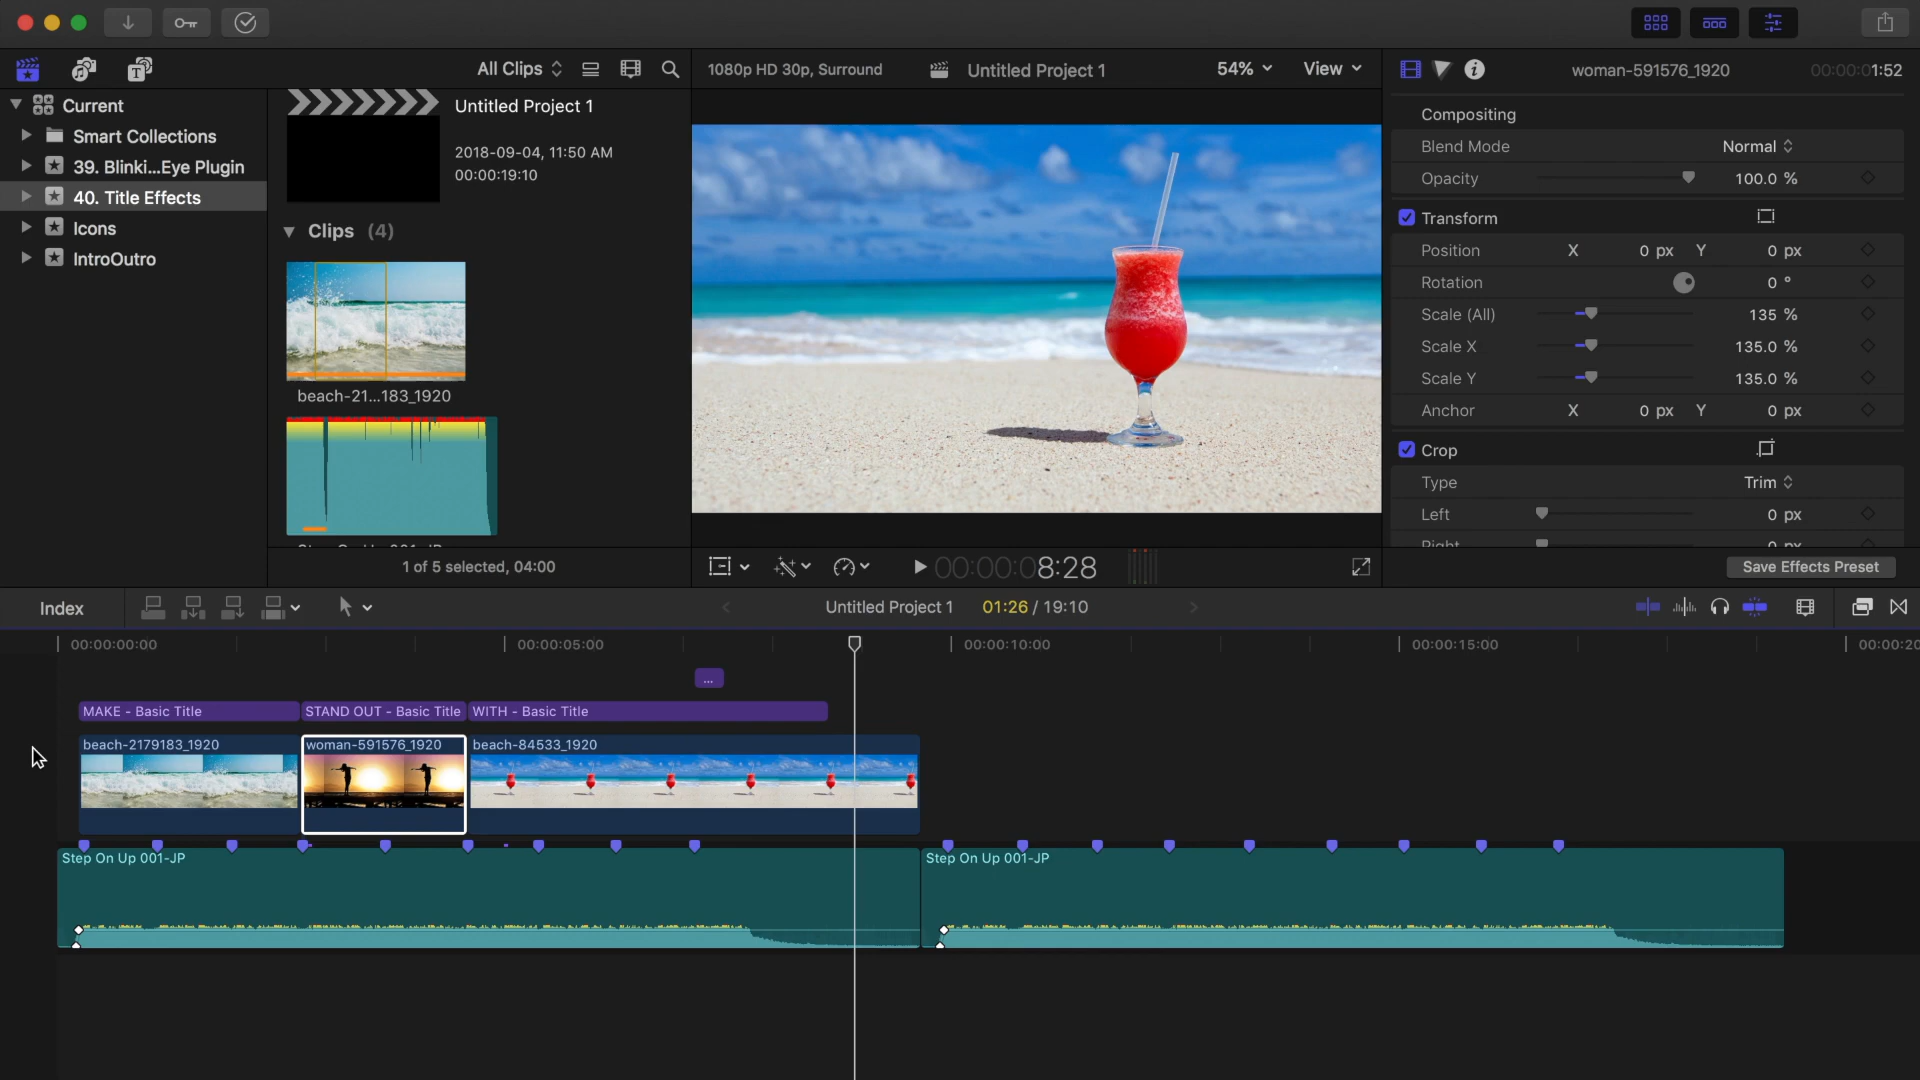 All Clips
1080p HD 30p, Surround
Untitled Project 1
54%
View
woman-591576_1920
00:00:01:52
Current
Smart Collections
39. Blinki...Eye Plugin
40. Title Effects
Icons
IntroOutro
Untitled Project 1
2018-09-04, 11:50 AM
00:00:19:10
Clips (4)
beach-21...183_1920
1 of 5 selected, 04:00
00:00:08:28
Compositing
Blend Mode Normal
Opacity 100.0 %
Transform
Position X 0 px Y 0 px
Rotation 0 °
Scale (All) 135 %
Scale X 135.0 %
Scale Y 135.0 %
Anchor X 0 px Y 0 px
Crop
Type Trim
Left 0 px
Right 0 px
Save Effects Preset
Index
Untitled Project 1
01:26 / 19:10
00:00:00:00
00:00:05:00
00:00:10:00
00:00:15:00
00:00:20
...
MAKE - Basic Title
STAND OUT - Basic Title
WITH - Basic Title
beach-2179183_1920
woman-591576_1920
beach-84533_1920
Step On Up 001-JP
Step On Up 001-JP